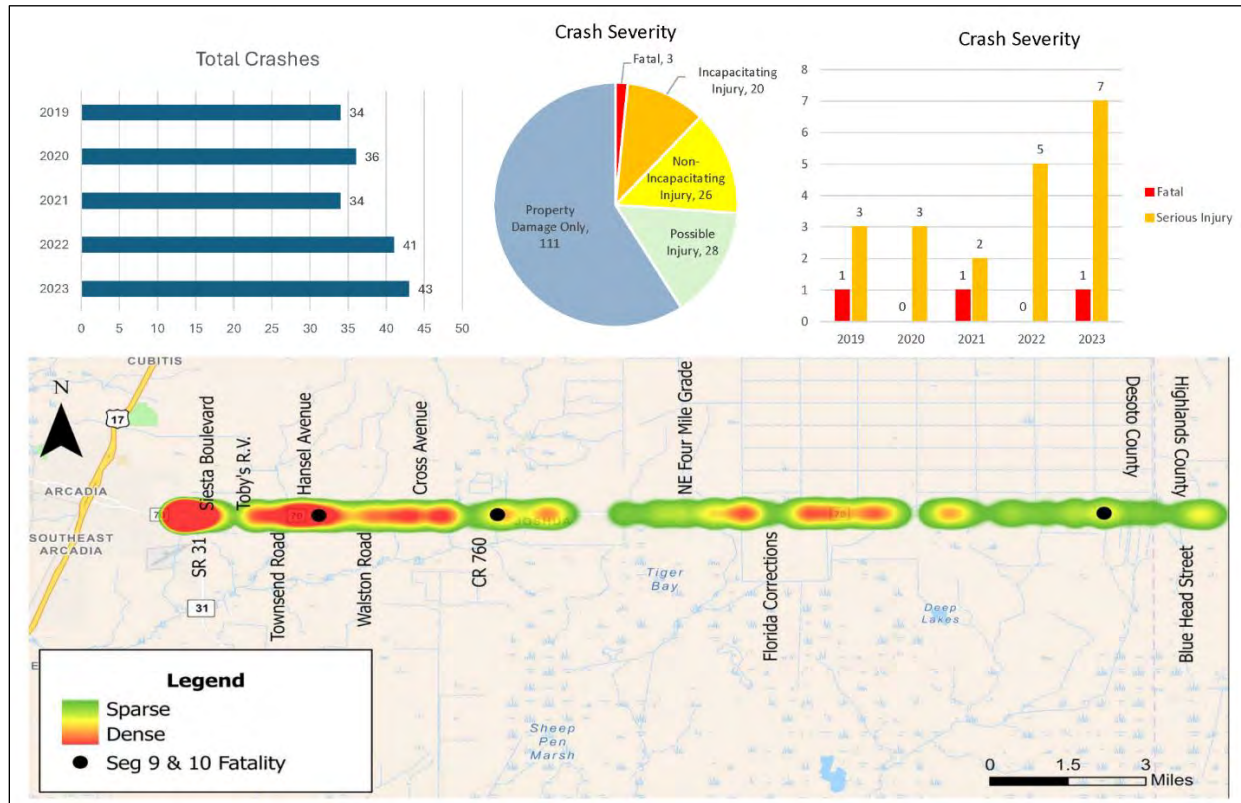 Total Crashes
2019
34
2020
36
2021
34
2022
41
2023
43
0 5 10 15 20 25 30 35 40 45 50
Crash Severity
Fatal, 3
Incapacitating
Injury, 20
Non-
Incapacitating
Injury, 26
Possible
Injury, 28
Property
Damage Only,
111
Crash Severity
8
7
6
5
4
3
2
1
0
1 3
0 3
1 2
0 5
1 7
2019 2020 2021 2022 2023
Fatal
Serious Injury
CUBITIS
N
17
ARCADIA
SOUTHEAST
ARCADIA
70
Siesta Boulevard
Toby's R.V.
Hansel Avenue
Cross Avenue
NE Four Mile Grade
Desoto County
Highlands County
70
JOSHUA
70
SR 31
31
Townsend Road
Walston Road
CR 760
Tiger
Bay
Florida Corrections
Deep
Lakes
Blue Head Street
Sheep
Pen
Marsh
Legend
Sparse
Dense
Seg 9 & 10 Fatality
0 1.5 3
Miles